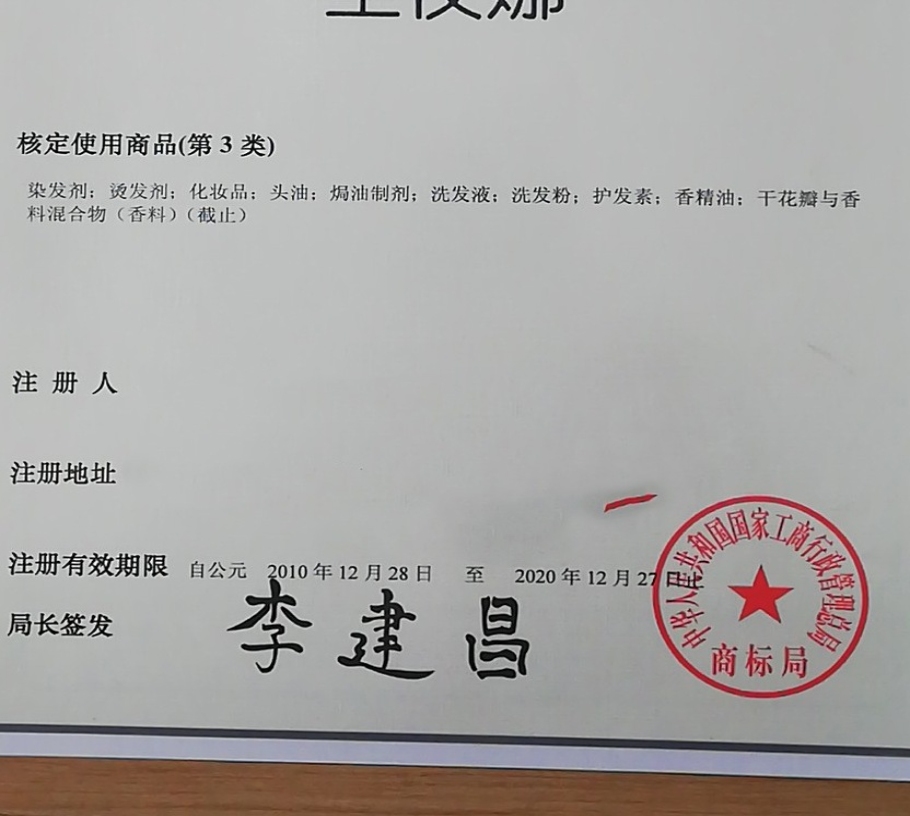 核定使用商品(第 3 类)
染发剂；烫发剂；化妆品；头油；焗油制剂；洗发液；洗发粉；护发素；香精油；干花瓣与香
料混合物（香料）（截止）
注 册 人
注册地址
注册有效期限 自公元 2010 年 12 月 28 日 至 2020 年 12 月 27 日止
局长签发 李建昌
中华人民共和国国家工商行政管理总局
商标局